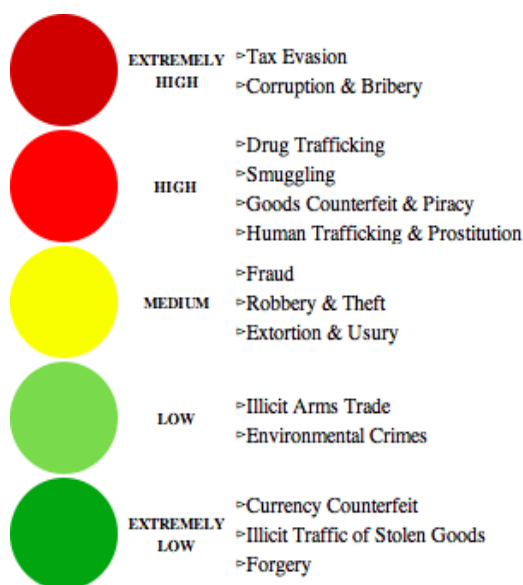 EXTREMELY HIGH
▻Tax Evasion
▻Corruption & Bribery
HIGH
▻Drug Trafficking
▻Smuggling
▻Goods Counterfeit & Piracy
▻Human Trafficking & Prostitution
MEDIUM
▻Fraud
▻Robbery & Theft
▻Extortion & Usury
LOW
▻Illicit Arms Trade
▻Environmental Crimes
EXTREMELY LOW
▻Currency Counterfeit
▻Illicit Traffic of Stolen Goods
▻Forgery